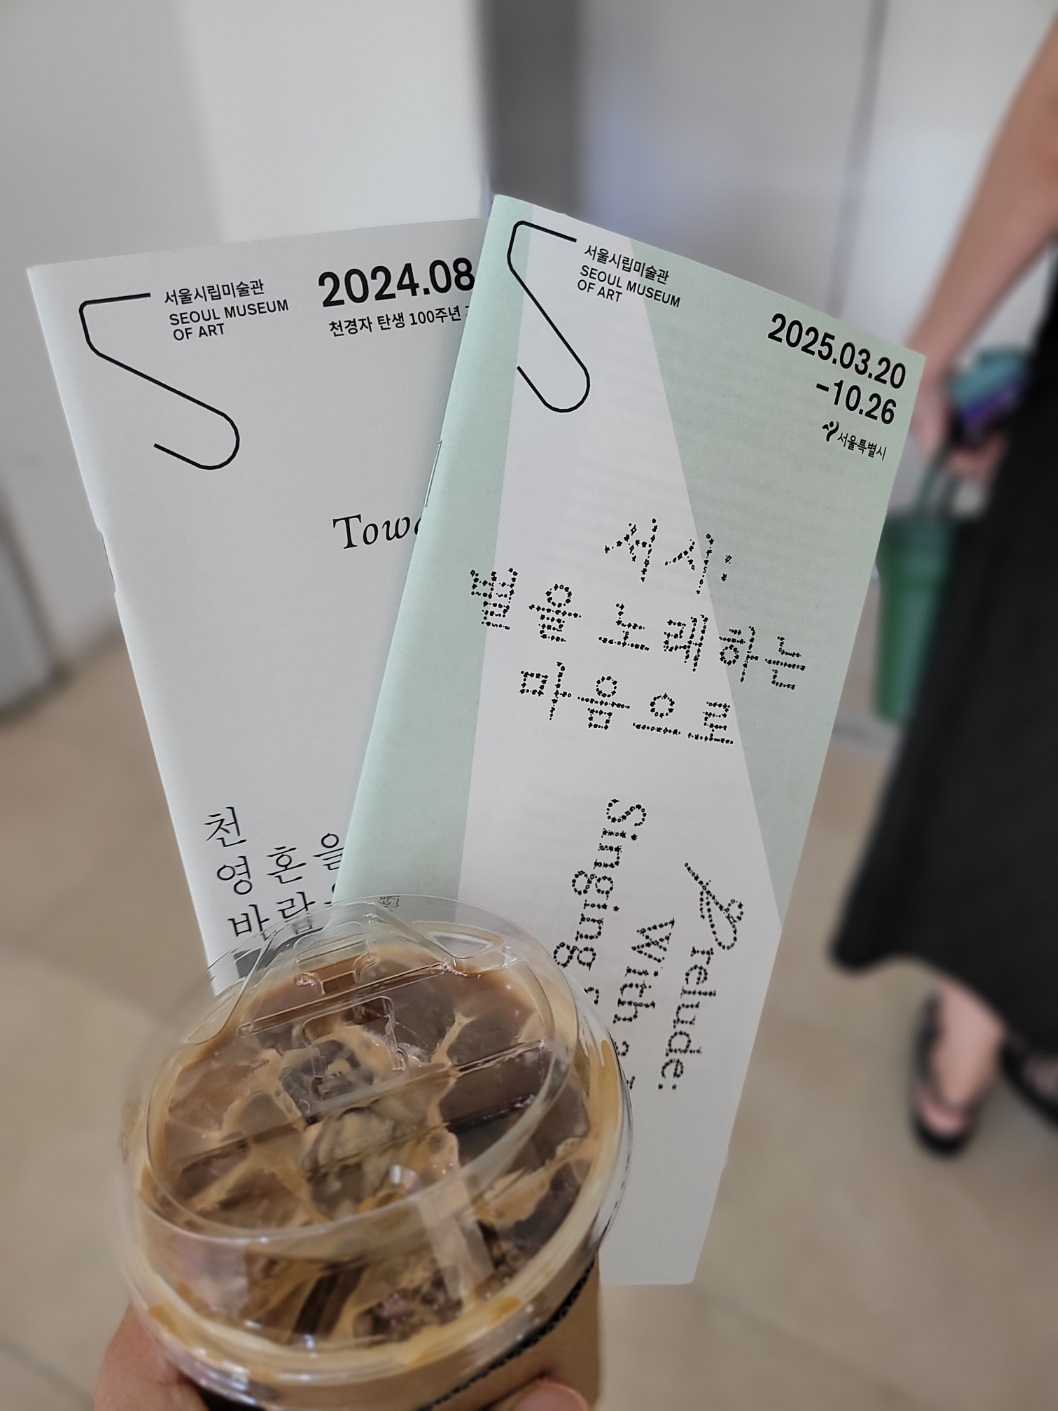 서울시립미술관
SEOUL MUSEUM
OF ART
2024.08
천경자 탄생 100주년
천
영혼을
바람
서울시립미술관
SEOUL MUSEUM
OF ART
2025.03.20
-10.26
서울특별시
서시:
별을 노래하는
마음으로
Prelude:
With a
Singing